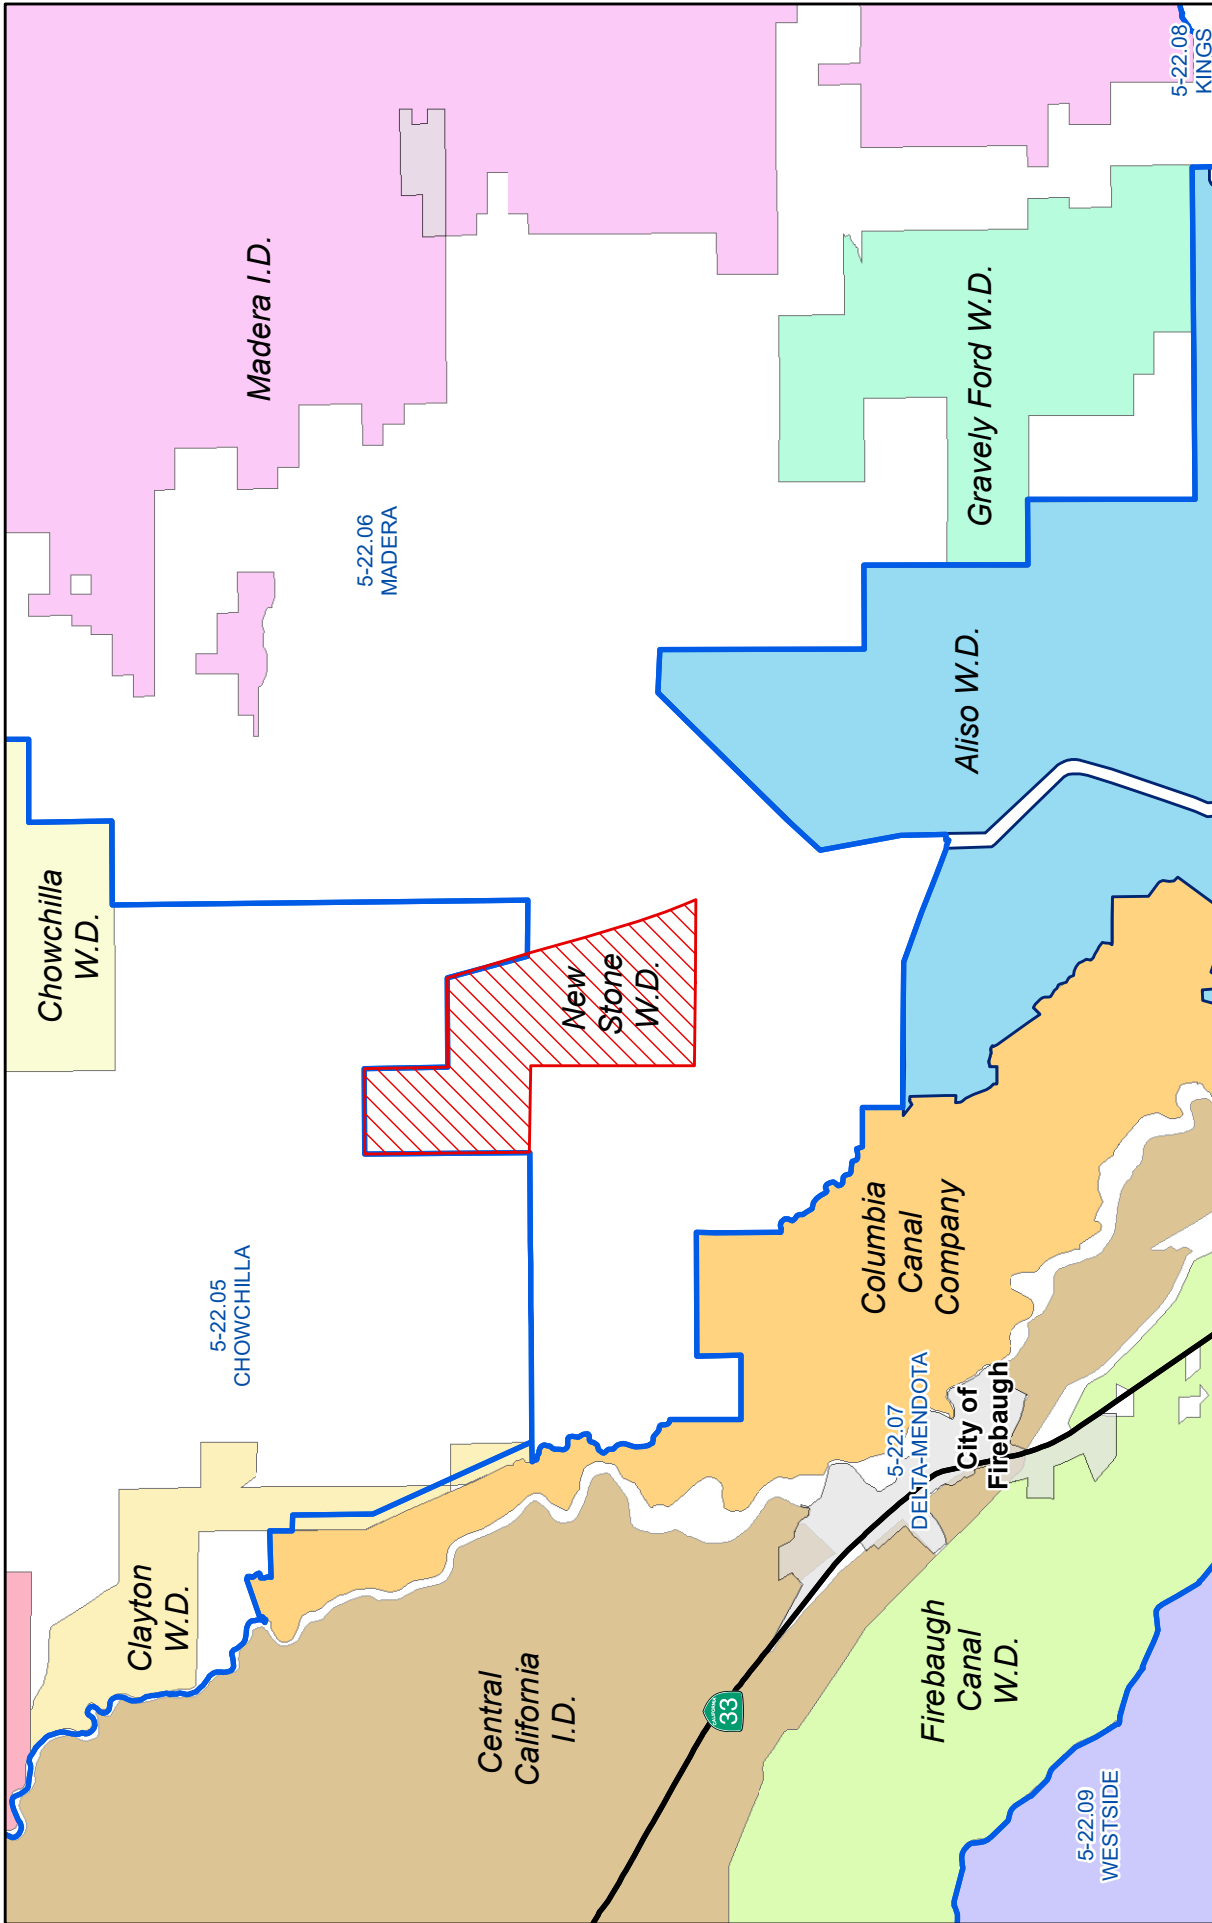 Chowchilla
W.D.
Madera I.D.
5-22.08
KINGS
5-22.06
MADERA
Gravely Ford W.D.
Aliso W.D.
New
Stone
W.D.
5-22.05
CHOWCHILLA
Clayton
W.D.
Columbia
Canal
Company
5-22.07
DELTA-MENDOTA
City of
Firebaugh
Central
California
I.D.
CALIFORNIA
33
Firebaugh
Canal
W.D.
5-22.09
WESTSIDE